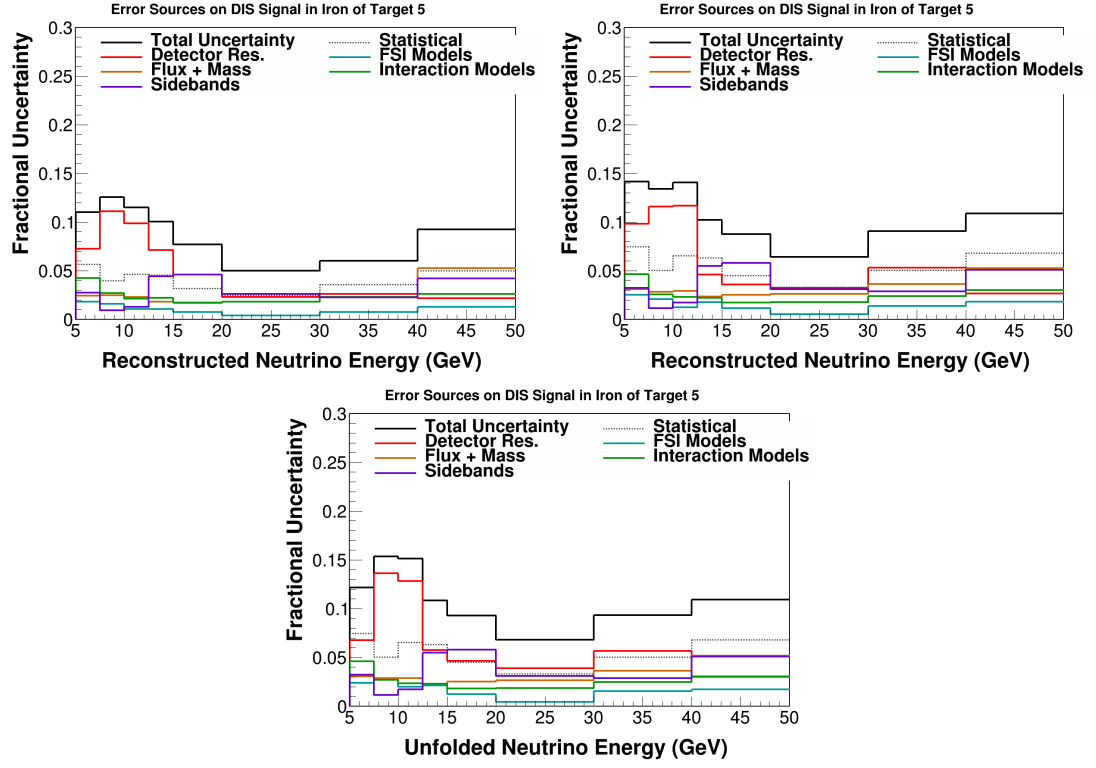 Error Sources on DIS Signal in Iron of Target 5
Fractional Uncertainty
0.3
0.25
0.2
0.15
0.1
0.05
0
Total Uncertainty
Detector Res.
Flux + Mass
Sidebands
Statistical
FSI Models
Interaction Models
5 10 15 20 25 30 35 40 45 50
Reconstructed Neutrino Energy (GeV)
Error Sources on DIS Signal in Iron of Target 5
Fractional Uncertainty
0.3
0.25
0.2
0.15
0.1
0.05
0
Total Uncertainty
Detector Res.
Flux + Mass
Sidebands
Statistical
FSI Models
Interaction Models
5 10 15 20 25 30 35 40 45 50
Reconstructed Neutrino Energy (GeV)
Error Sources on DIS Signal in Iron of Target 5
Fractional Uncertainty
0.3
0.25
0.2
0.15
0.1
0.05
0
Total Uncertainty
Detector Res.
Flux + Mass
Sidebands
Statistical
FSI Models
Interaction Models
5 10 15 20 25 30 35 40 45 50
Unfolded Neutrino Energy (GeV)